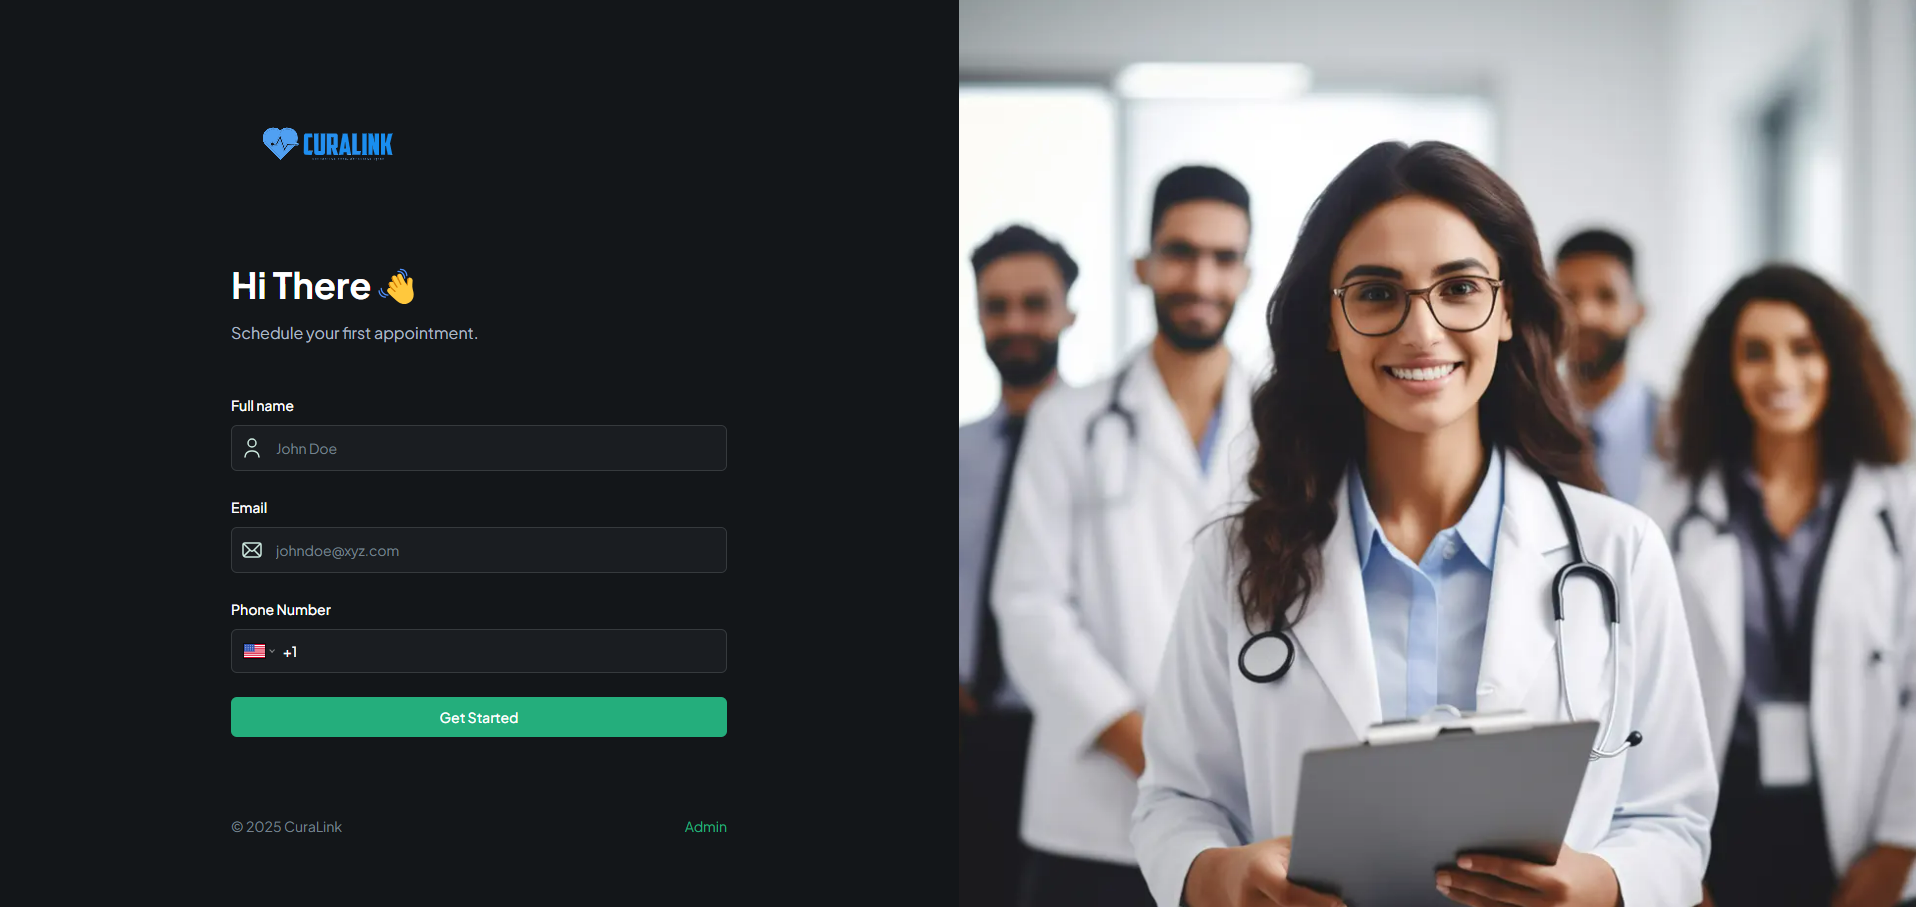 CURALINK
Hi There 👋
Schedule your first appointment.
Full name
John Doe
Email
johndoe@xyz.com
Phone Number
+1
Get Started
© 2025 CuraLink
Admin